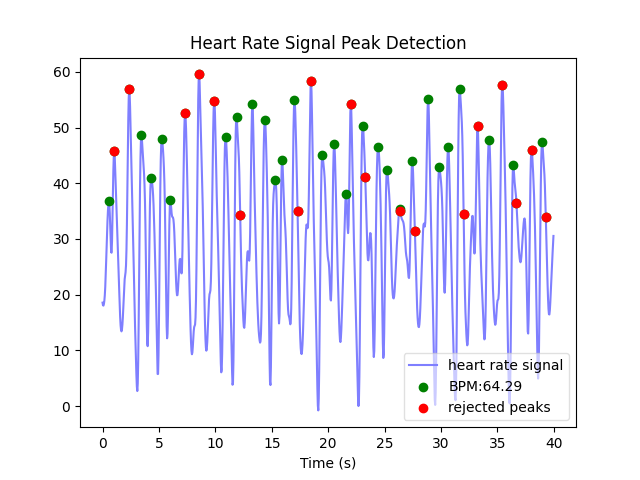 Heart Rate Signal Peak Detection
60
50
40
30
20
10
0
heart rate signal
BPM:64.29
rejected peaks
0 5 10 15 20 25 30 35 40
Time (s)